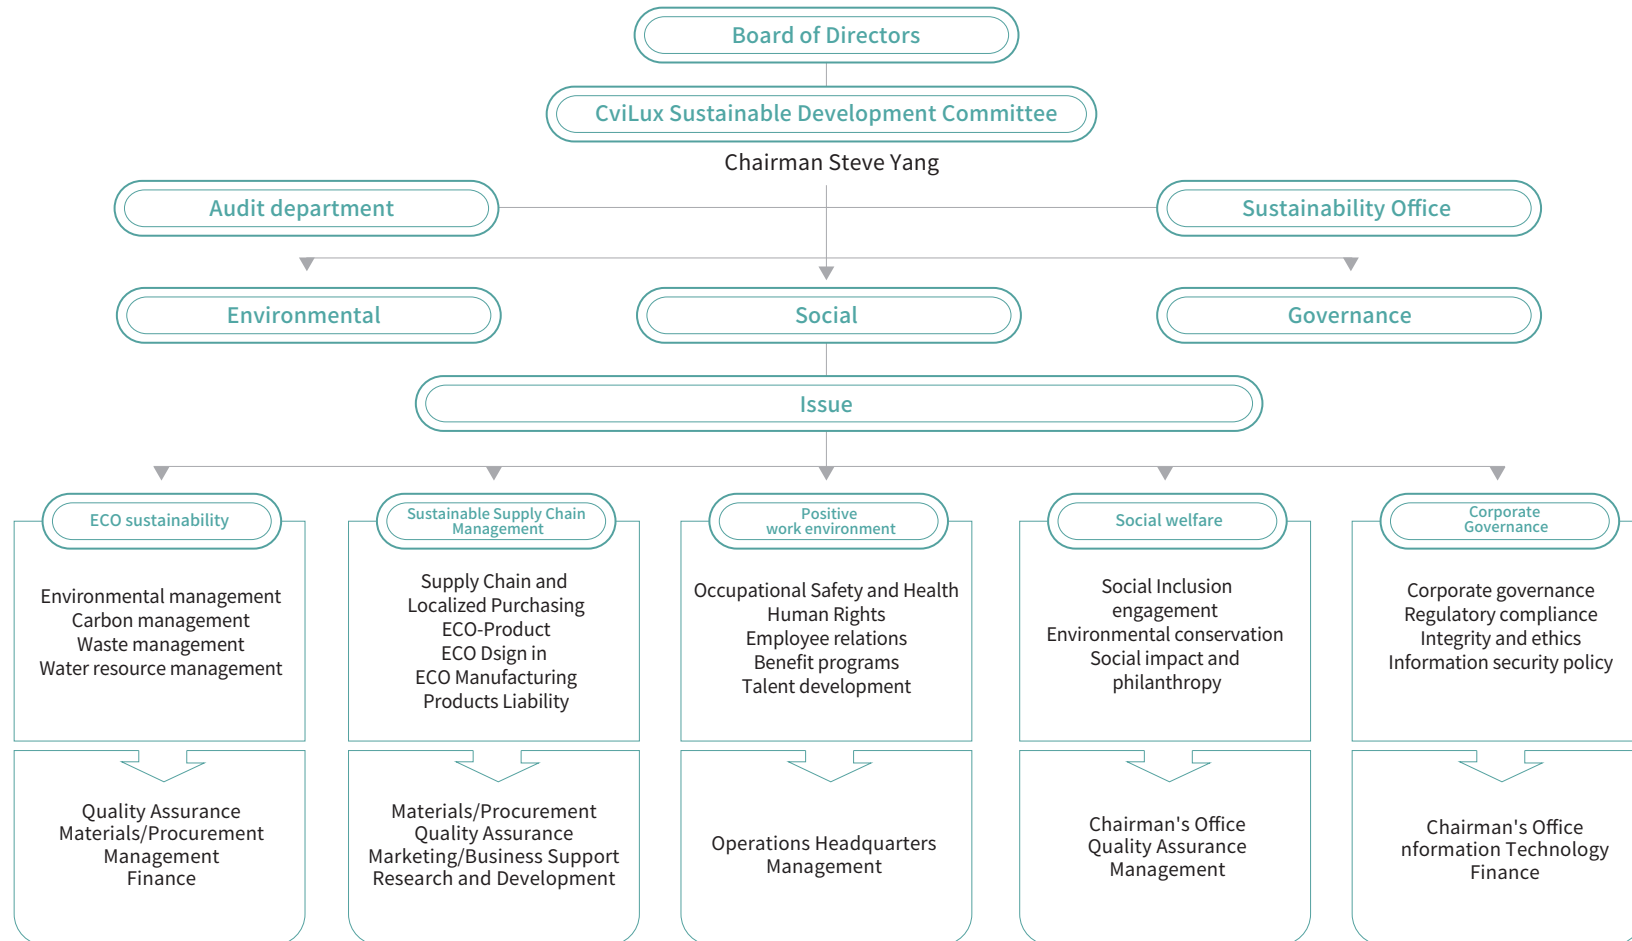 Board of Directors
CviLux Sustainable Development Committee
Chairman Steve Yang
Audit department
Sustainability Office
Environmental
Social
Governance
Issue
ECO sustainability
Environmental management
Carbon management
Waste management
Water resource management
Quality Assurance
Materials/Procurement
Management
Finance
Sustainable Supply Chain
Management
Supply Chain and
Localized Purchasing
ECO-Product
ECO Dsign in
ECO Manufacturing
Products Liability
Materials/Procurement
Quality Assurance
Marketing/Business Support
Research and Development
Positive
work environment
Occupational Safety and Health
Human Rights
Employee relations
Benefit programs
Talent development
Operations Headquarters
Management
Social welfare
Social Inclusion
engagement
Environmental conservation
Social impact and
philanthropy
Chairman's Office
Quality Assurance
Management
Corporate
Governance
Corporate governance
Regulatory compliance
Integrity and ethics
Information security policy
Chairman's Office
nformation Technology
Finance